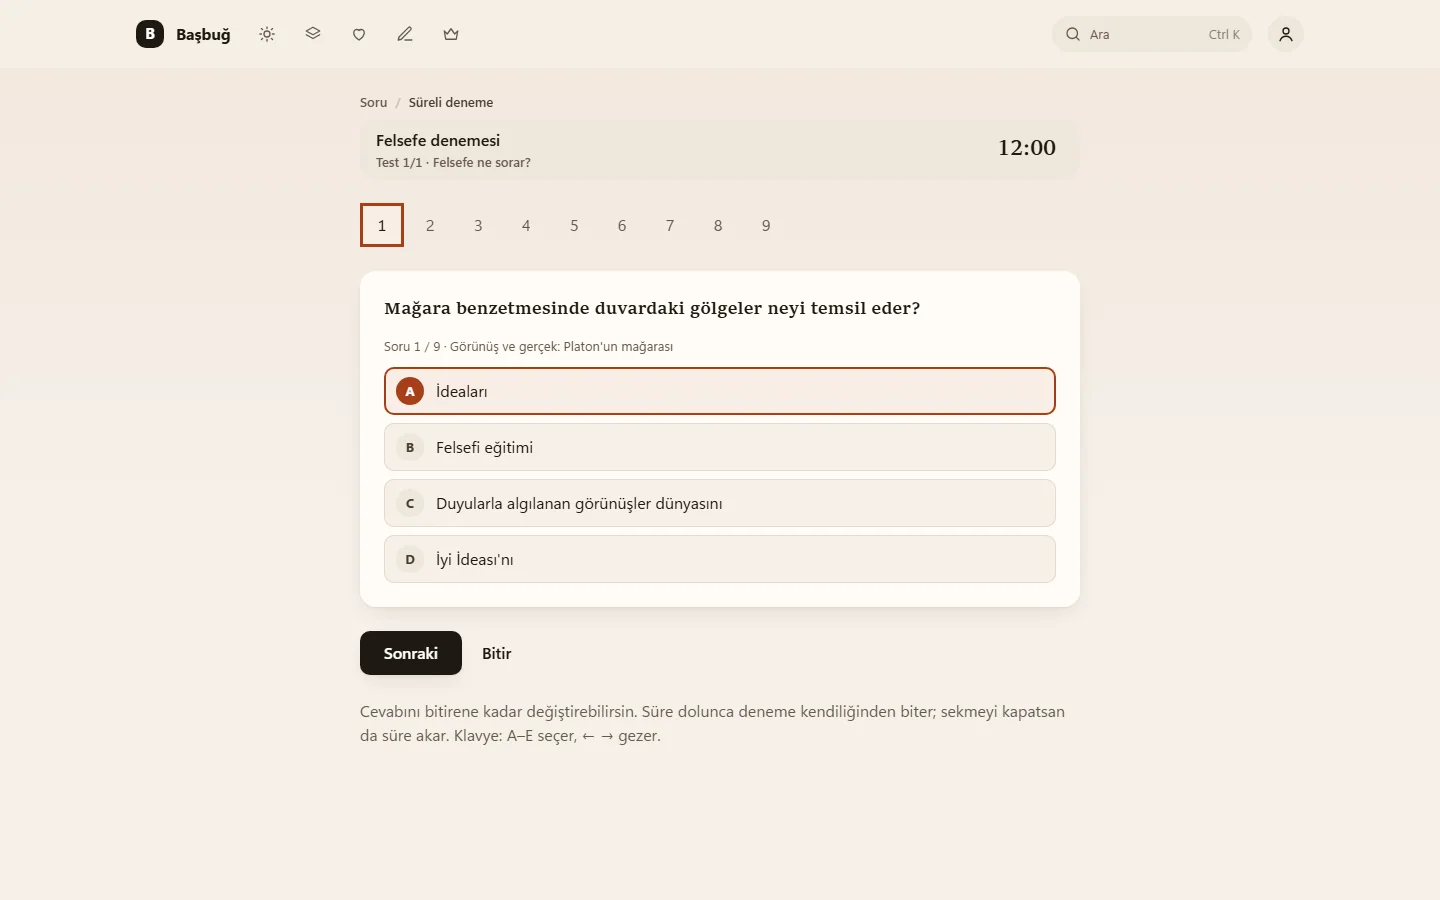 B Başbuğ Ara Ctrl K
Soru / Süreli deneme
Felsefe denemesi
12:00
Test 1/1 · Felsefe ne sorar?
1 2 3 4 5 6 7 8 9
Mağara benzetmesinde duvardaki gölgeler neyi temsil eder?
Soru 1 / 9 · Görünüş ve gerçek: Platon'un mağarası
A İdeaları
B Felsefi eğitimi
C Duyularla algılanan görünüşler dünyasını
D İyi İdeası'nı
Sonraki Bitir
Cevabını bitirene kadar değiştirebilirsin. Süre dolunca deneme kendiliğinden biter; sekmeyi kapatsan
da süre akar. Klavye: A–E seçer, ← → gezer.